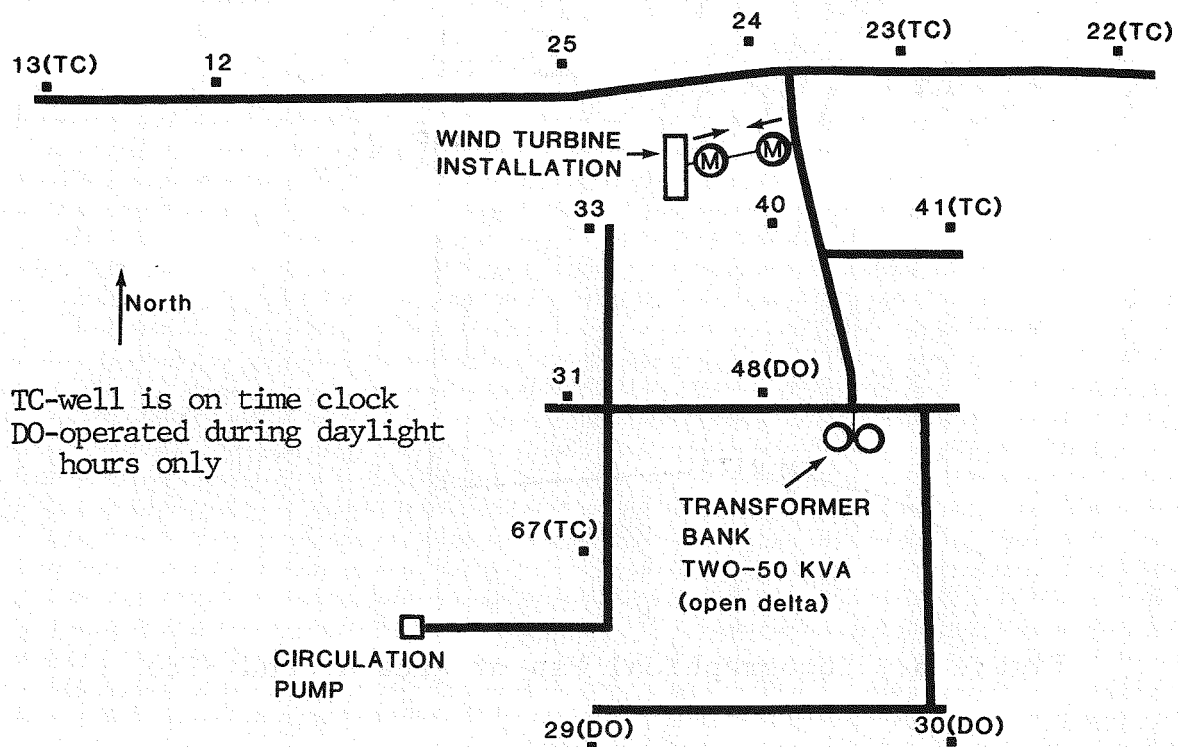 24
25
23(TC)
22(TC)
13(TC)
12
WIND TURBINE
INSTALLATION
M
M
33
40
41(TC)
North
31
48(DO)
TC-well is on time clock
DO-operated during daylight
hours only
TRANSFORMER
BANK
TWO-50 KVA
(open delta)
67(TC)
CIRCULATION
PUMP
29(DO)
30(DO)